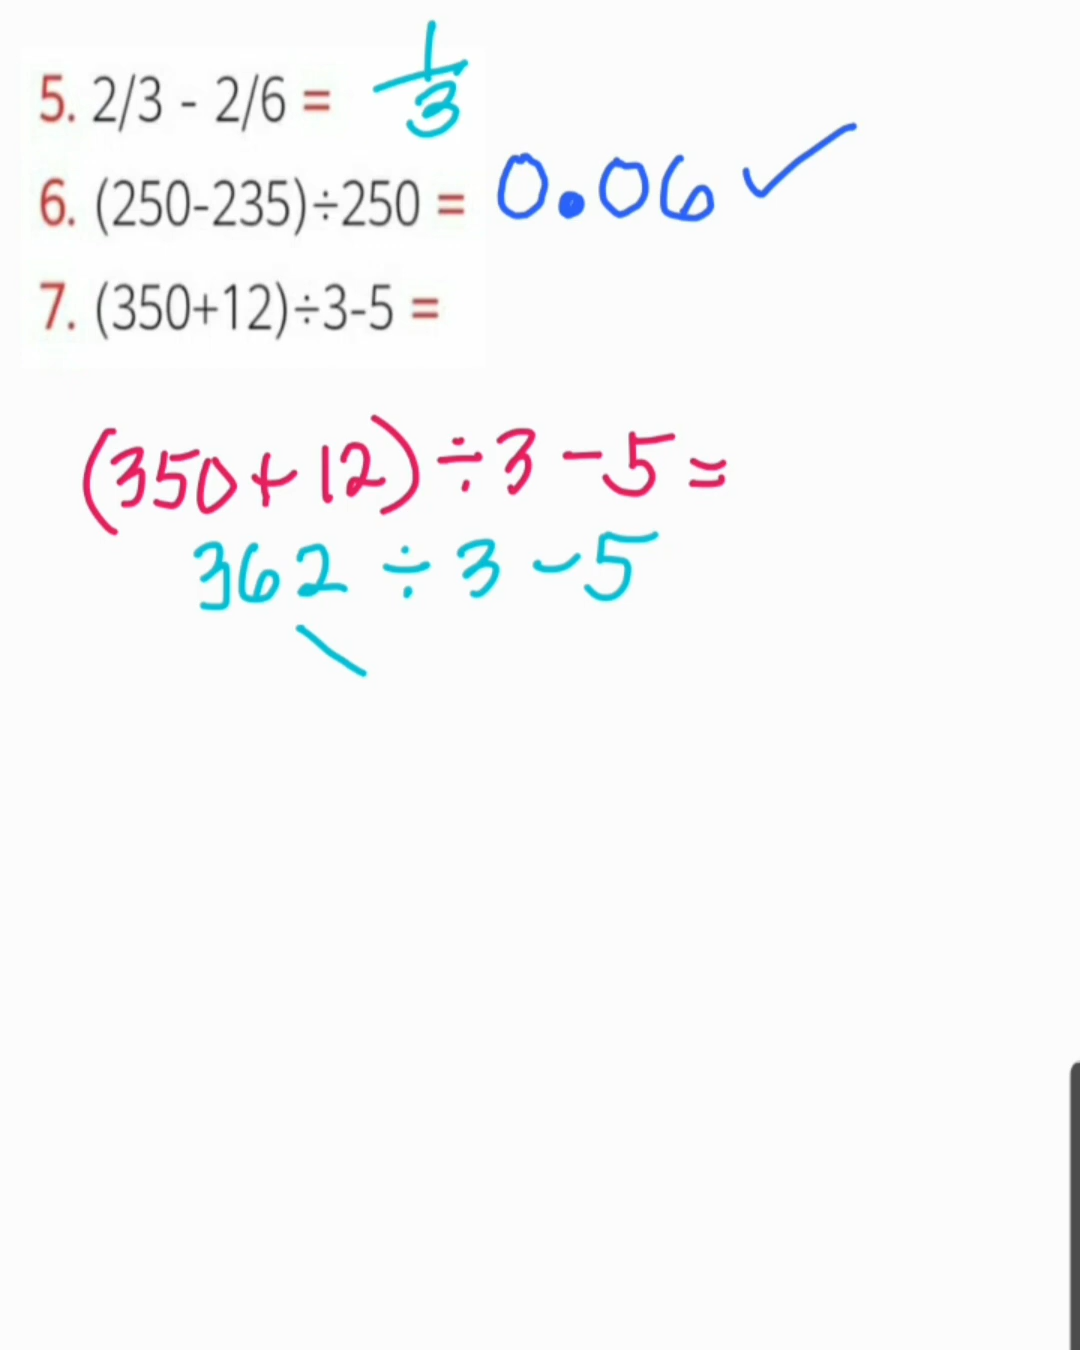 5. 2/3 - 2/6 = 1/3
6. (250-235)÷250 = 0.06 ✓
7. (350+12)÷3-5 =
(350+12)÷3-5=
362÷3-5